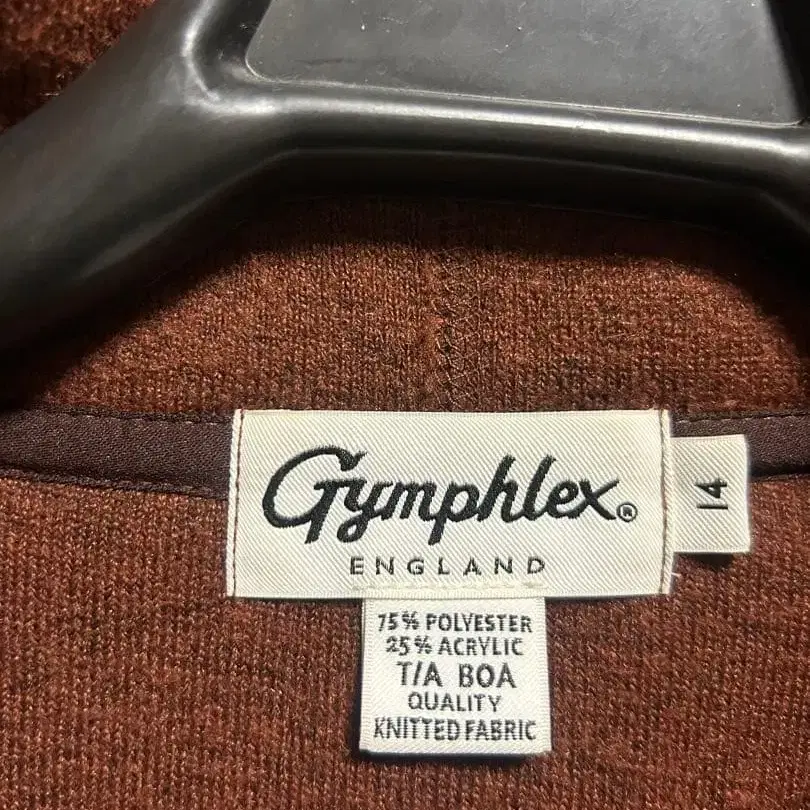 Gymphlex®
ENGLAND
14
75% POLYESTER
25% ACRYLIC
T/A BOA
QUALITY
KNITTED FABRIC